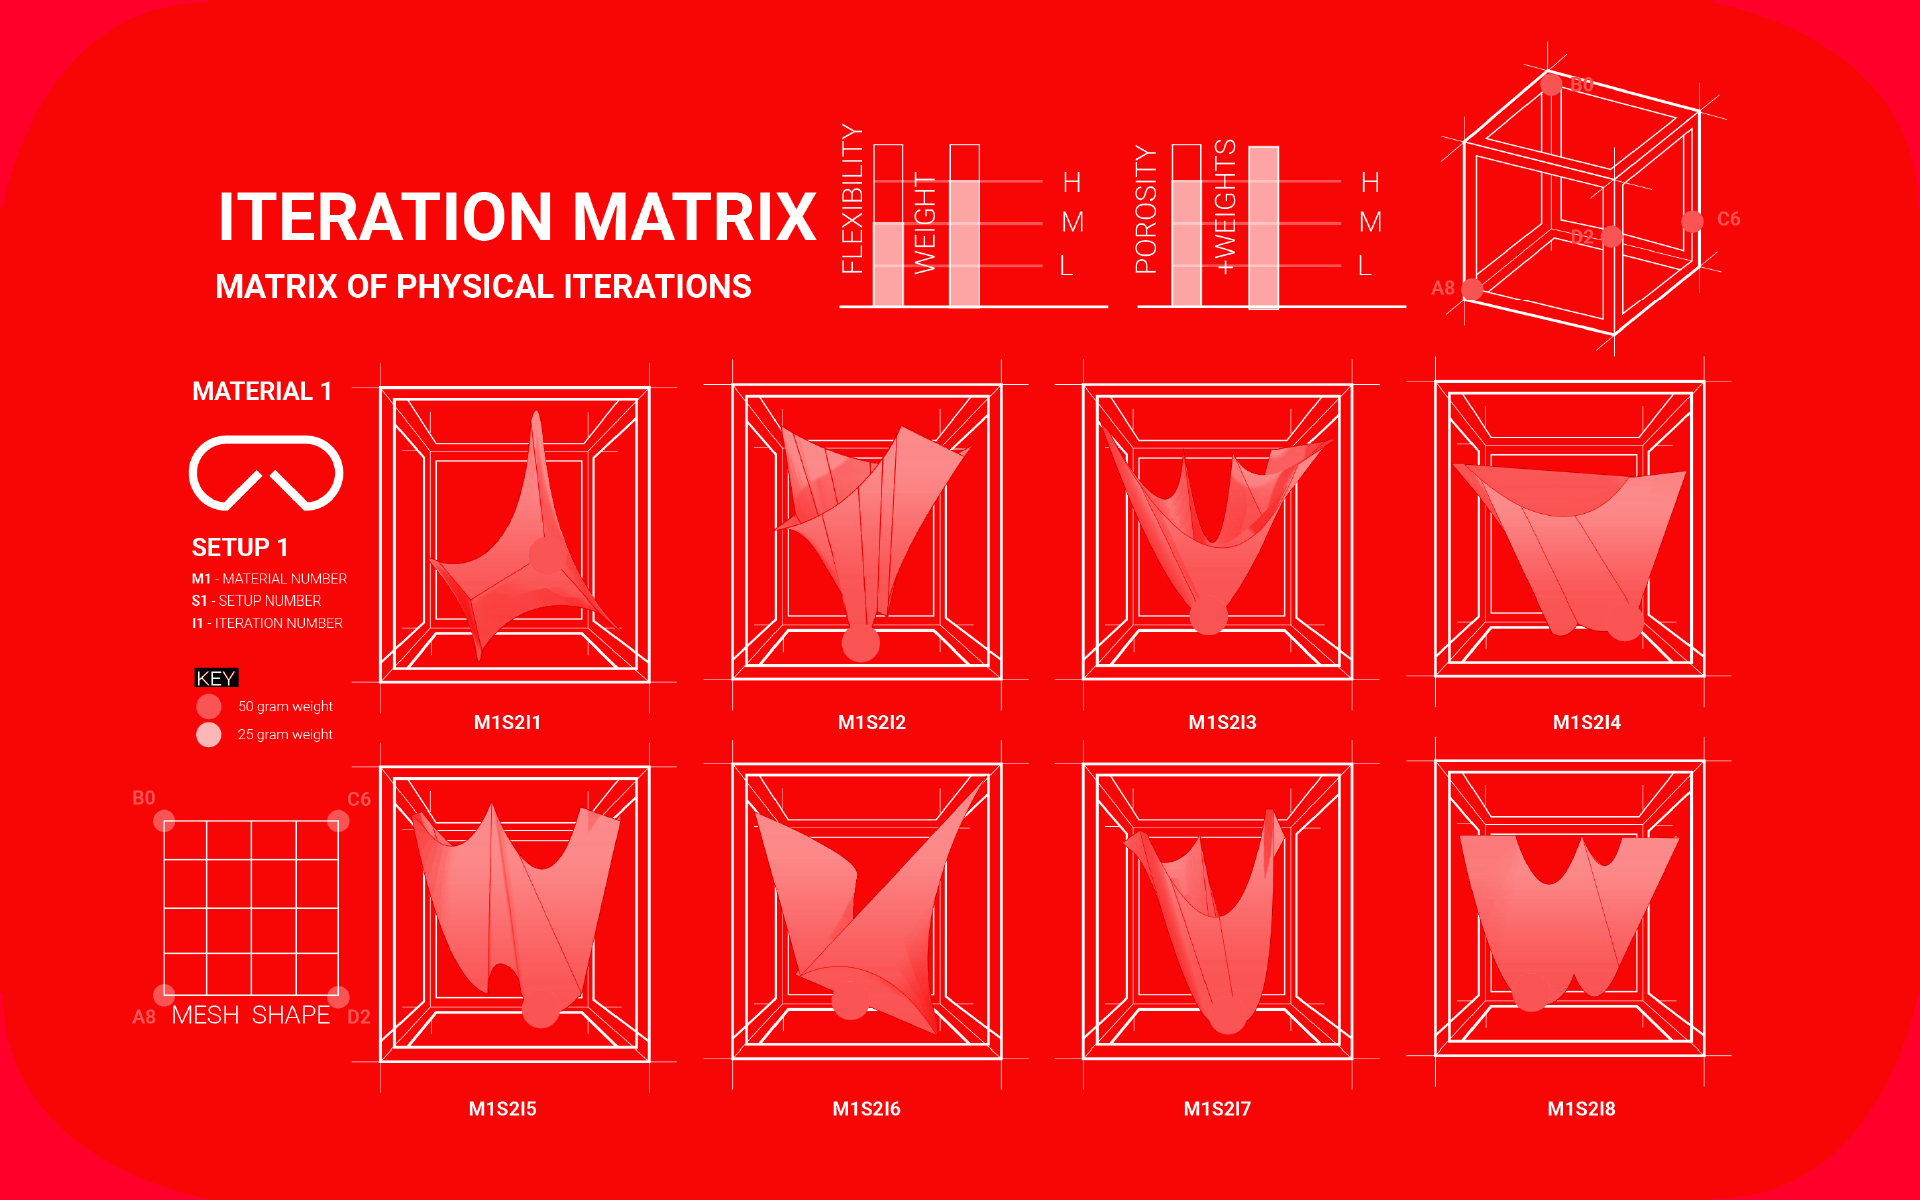 ITERATION MATRIX
MATRIX OF PHYSICAL ITERATIONS
FLEXIBILITY
WEIGHT
H
M
L
POROSITY
+WEIGHTS
H
M
L
B0
C6
D2
A8
MATERIAL 1
SETUP 1
M1 - MATERIAL NUMBER
S1 - SETUP NUMBER
I1 - ITERATION NUMBER
KEY
50 gram weight
25 gram weight
M1S2I1
M1S2I2
M1S2I3
M1S2I4
B0
C6
A8
MESH SHAPE
D2
M1S2I5
M1S2I6
M1S2I7
M1S2I8